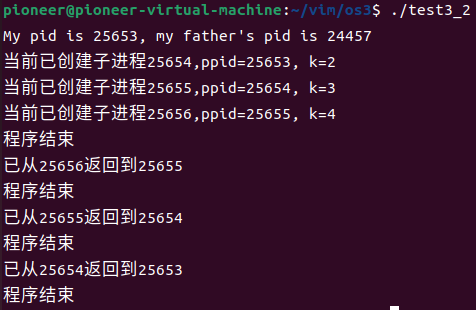 pioneer@pioneer-virtual-machine:~/vim/os3$ ./test3_2
My pid is 25653, my father's pid is 24457
当前已创建子进程25654,ppid=25653, k=2
当前已创建子进程25655,ppid=25654, k=3
当前已创建子进程25656,ppid=25655, k=4
程序结束
已从25656返回到25655
程序结束
已从25655返回到25654
程序结束
已从25654返回到25653
程序结束